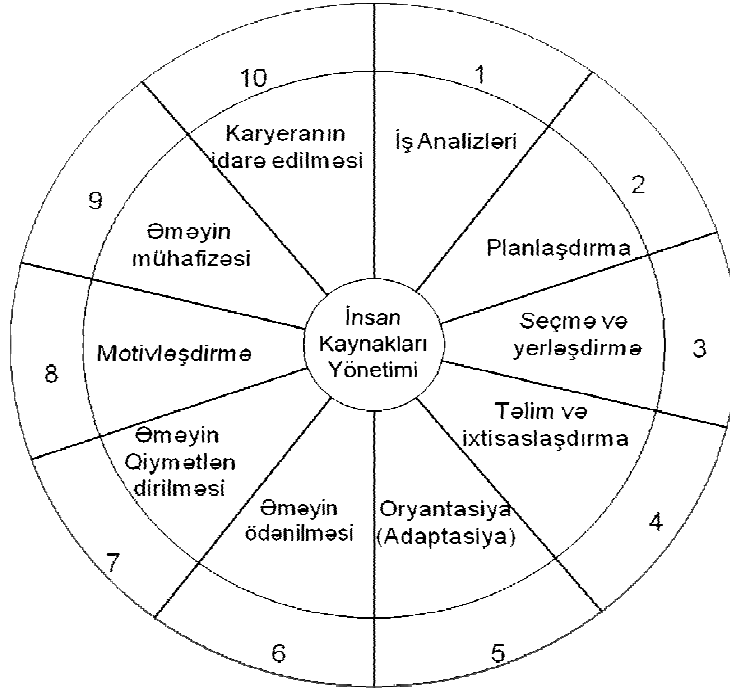 10
1
Karyeranın
idarə edilməsi
İş Analizləri
2
9
Əməyin
mühafizəsi
Planlaşdırma
İnsan
Kaynakları
Yönetimi
Seçmə və
yerləşdirmə
3
8
Motivləşdirmə
Təlim və
ixtisaslaşdırma
Əməyin
Qiymətlən
dirilməsi
Əməyin
ödənilməsi
Oryantasiya
(Adaptasiya)
4
7
6
5